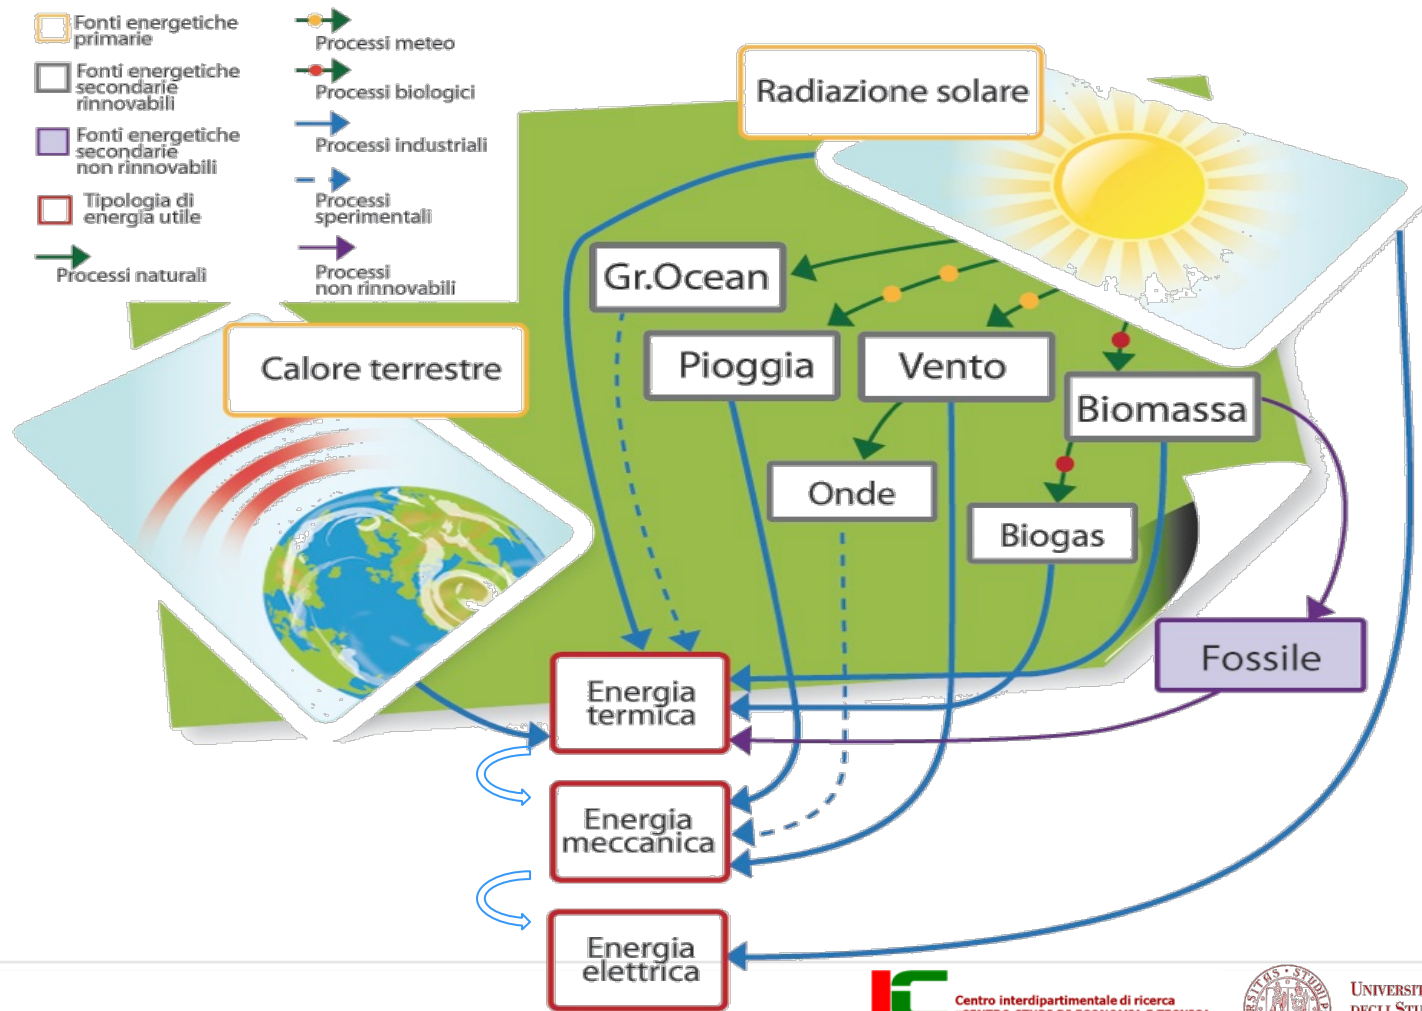 Fonti energetiche
primarie
Fonti energetiche
secondarie
rinnovabili
Fonti energetiche
secondarie
non rinnovabili
Tipologia di
energia utile
Processi naturali
Processi meteo
Processi biologici
Processi industriali
Processi
sperimentali
Processi
non rinnovabili
Radiazione solare
Gr.Ocean
Calore terrestre
Pioggia
Vento
Biomassa
Onde
Biogas
Fossile
Energia
termica
Energia
meccanica
Energia
elettrica
Centro interdipartimentale di ricerca
UNIVERSIT